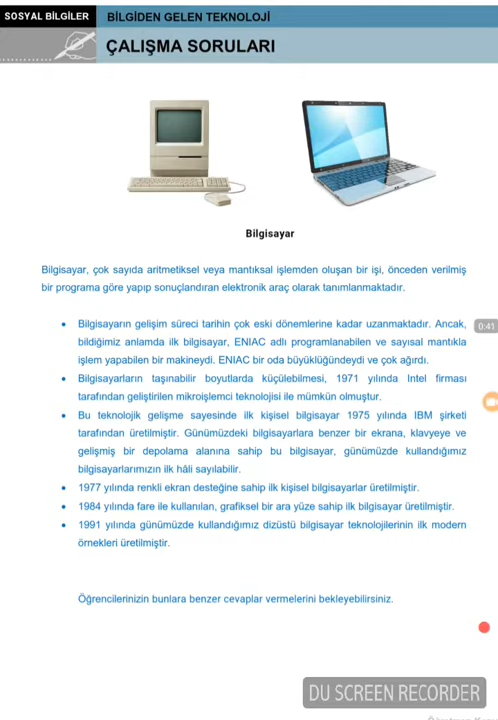 SOSYAL BİLGİLER
BİLGİDEN GELEN TEKNOLOJİ
ÇALIŞMA SORULARI
Bilgisayar
Bilgisayar, çok sayıda aritmetiksel veya mantıksal işlemden oluşan bir işi, önceden verilmiş
bir programa göre yapıp sonuçlandıran elektronik araç olarak tanımlanmaktadır.
• Bilgisayarın gelişim süreci tarihin çok eski dönemlerine kadar uzanmaktadır. Ancak,
bildiğimiz anlamda ilk bilgisayar, ENIAC adlı programlanabilen ve sayısal mantıkla
işlem yapabilen bir makineydi. ENIAC bir oda büyüklüğündeydi ve çok ağırdı.
• Bilgisayarların taşınabilir boyutlarda küçülebilmesi, 1971 yılında Intel firması
tarafından geliştirilen mikroişlemci teknolojisi ile mümkün olmuştur.
• Bu teknolojik gelişme sayesinde ilk kişisel bilgisayar 1975 yılında IBM şirketi
tarafından üretilmiştir. Günümüzdeki bilgisayarlara benzer bir ekrana, klavyeye ve
gelişmiş bir depolama alanına sahip bu bilgisayar, günümüzde kullandığımız
bilgisayarlarımızın ilk hâli sayılabilir.
• 1977 yılında renkli ekran desteğine sahip ilk kişisel bilgisayarlar üretilmiştir.
• 1984 yılında fare ile kullanılan, grafiksel bir ara yüze sahip ilk bilgisayar üretilmiştir.
• 1991 yılında günümüzde kullandığımız dizüstü bilgisayar teknolojilerinin ilk modern
örnekleri üretilmiştir.
0:41
Öğrencilerinizin bunlara benzer cevaplar vermelerini bekleyebilirsiniz.
DU SCREEN RECORDER